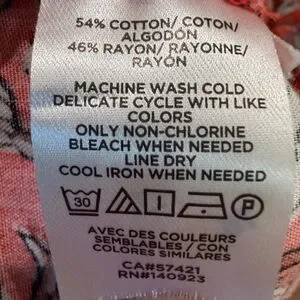 54% COTTON/ COTON/
ALGODÓN
46% RAYON/ RAYONNE/
RAYÓN
MACHINE WASH COLD
DELICATE CYCLE WITH LIKE
COLORS
ONLY NON-CHLORINE
BLEACH WHEN NEEDED
LINE DRY
COOL IRON WHEN NEEDED
30 P
AVEC DES COULEURS
SEMBLABLES / CON
COLORES SIMILARES
CA#57421
RN#140923